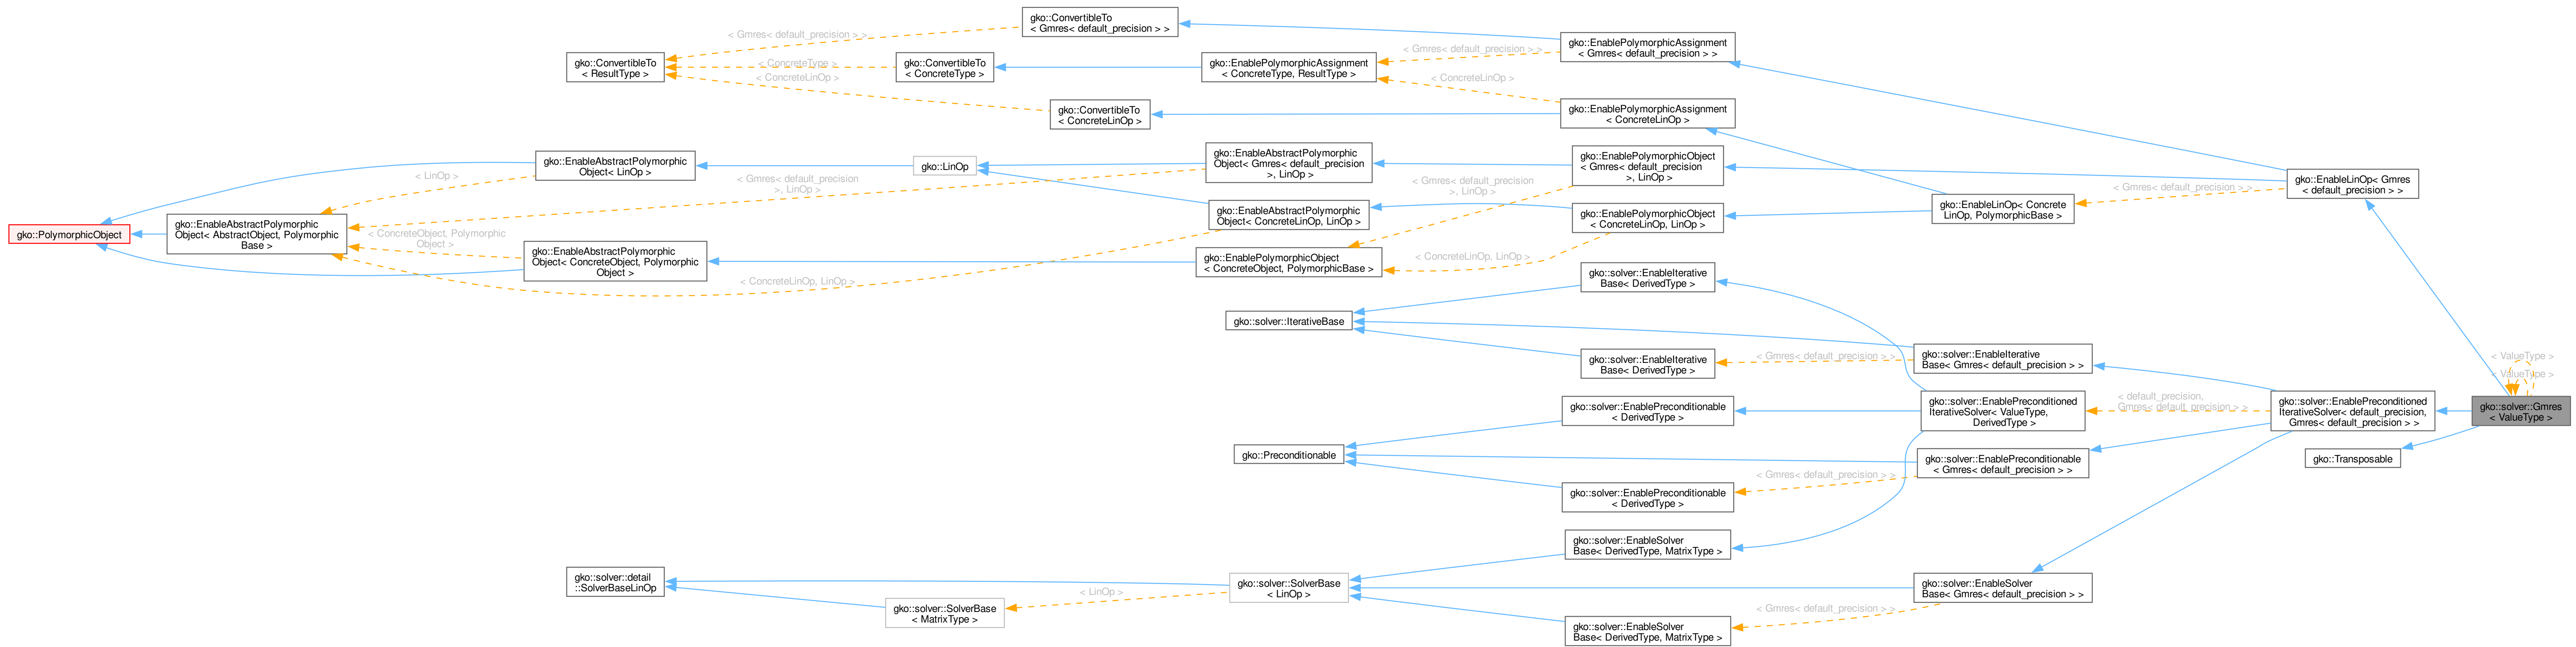 gko::ConvertibleTo
< Gmres< default_precision > >
< Gmres< default_precision > >
gko::ConvertibleTo
< ResultType >
< ConcreteType >
< ConcreteLinOp >
gko::ConvertibleTo
< ConcreteType >
gko::EnablePolymorphicAssignment
< ConcreteType, ResultType >
< Gmres< default_precision > >
< ConcreteLinOp >
gko::EnablePolymorphicAssignment
< Gmres< default_precision > >
gko::ConvertibleTo
< ConcreteLinOp >
gko::EnablePolymorphicAssignment
< ConcreteLinOp >
gko::EnableAbstractPolymorphic
Object< LinOp >
< LinOp >
gko::LinOp
gko::EnableAbstractPolymorphic
Object< Gmres< default_precision
>, LinOp >
gko::EnablePolymorphicObject
< Gmres< default_precision
>, LinOp >
< Gmres< default_precision
>, LinOp >
< Gmres< default_precision
>, LinOp >
gko::EnableLinOp< Gmres
< default_precision > >
< Gmres< default_precision > >
gko::EnableLinOp< Concrete
LinOp, PolymorphicBase >
gko::PolymorphicObject
gko::EnableAbstractPolymorphic
Object< AbstractObject, Polymorphic
Base >
< ConcreteObject, Polymorphic
Object >
gko::EnableAbstractPolymorphic
Object< ConcreteObject, Polymorphic
Object >
gko::EnableAbstractPolymorphic
Object< ConcreteLinOp, LinOp >
gko::EnablePolymorphicObject
< ConcreteLinOp, LinOp >
gko::EnablePolymorphicObject
< ConcreteObject, PolymorphicBase >
< ConcreteLinOp, LinOp >
< ConcreteLinOp, LinOp >
gko::solver::EnableIterative
Base< DerivedType >
gko::solver::IterativeBase
gko::solver::EnableIterative
Base< DerivedType >
< Gmres< default_precision > >
gko::solver::EnableIterative
Base< Gmres< default_precision > >
gko::solver::EnablePreconditionable
< DerivedType >
gko::solver::EnablePreconditioned
IterativeSolver< ValueType,
DerivedType >
< default_precision,
Gmres< default_precision > >
gko::solver::EnablePreconditioned
IterativeSolver< default_precision,
Gmres< default_precision > >
< ValueType >
< ValueType >
gko::solver::Gmres
< ValueType >
gko::Preconditionable
gko::solver::EnablePreconditionable
< Gmres< default_precision > >
gko::Transposable
gko::solver::EnablePreconditionable
< DerivedType >
< Gmres< default_precision > >
gko::solver::EnableSolver
Base< DerivedType, MatrixType >
gko::solver::detail
::SolverBaseLinOp
gko::solver::SolverBase
< MatrixType >
< LinOp >
gko::solver::SolverBase
< LinOp >
gko::solver::EnableSolver
Base< Gmres< default_precision > >
< Gmres< default_precision > >
gko::solver::EnableSolver
Base< DerivedType, MatrixType >